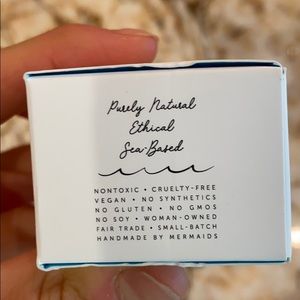 Purely Natural
Ethical
Sea-Based
NONTOXIC • CRUELTY-FREE
VEGAN • NO SYNTHETICS
NO GLUTEN • NO GMOS
NO SOY • WOMAN-OWNED
FAIR TRADE • SMALL-BATCH
HANDMADE BY MERMAIDS